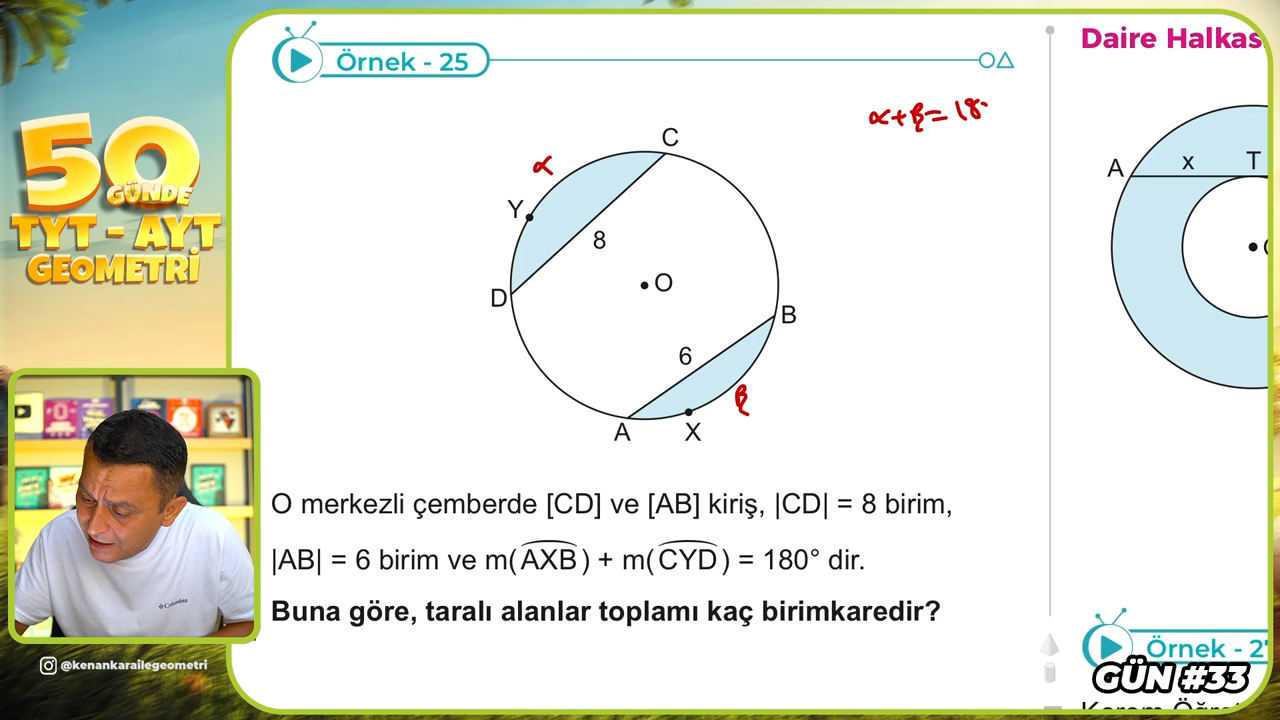 50
GÜNDE
TYT - AYT
GEOMETRİ
Örnek - 25
α+β=18
C
α
Y
8
D
O
B
6
β
A
X
O merkezli çemberde [CD] ve [AB] kiriş, |CD| = 8 birim,
|AB| = 6 birim ve m(AXB) + m(CYD) = 180° dir.
Buna göre, taralı alanlar toplamı kaç birimkaredir?
Daire Halkas
A
x
T
Örnek - 2
GÜN #33
Columbia
@kenankarailegeometri